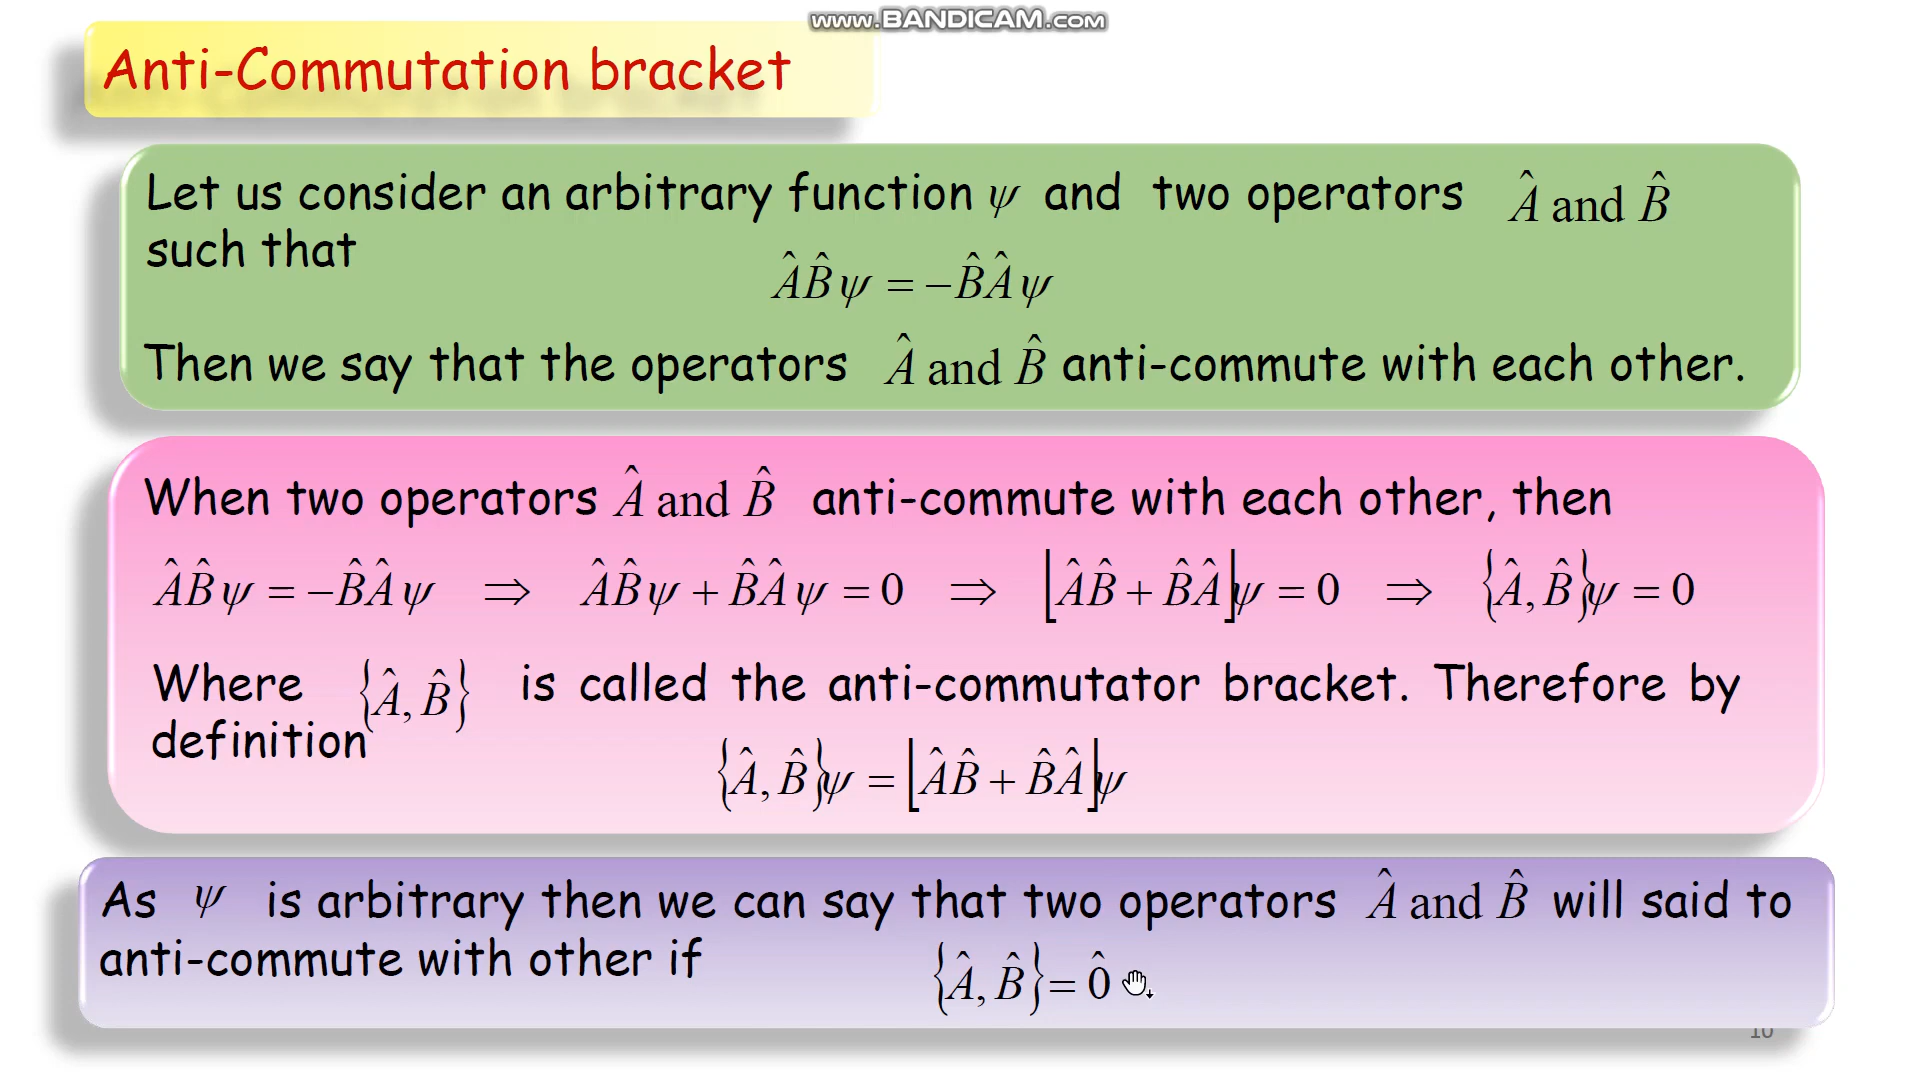 www.BANDICAM.com
Anti-Commutation bracket
Let us consider an arbitrary function ψ and two operators Â and B̂
such that
ÂB̂ψ = −B̂Âψ
Then we say that the operators Â and B̂ anti-commute with each other.
When two operators Â and B̂ anti-commute with each other, then
ÂB̂ψ = −B̂Âψ ⇒ ÂB̂ψ + B̂Âψ = 0 ⇒ ⌊ÂB̂ + B̂Â⌋ψ = 0 ⇒ {Â, B̂}ψ = 0
Where {Â, B̂} is called the anti-commutator bracket. Therefore by
definition
{Â, B̂}ψ = ⌊ÂB̂ + B̂Â⌋ψ
As ψ is arbitrary then we can say that two operators Â and B̂ will said to
anti-commute with other if
{Â, B̂} = 0̂
10